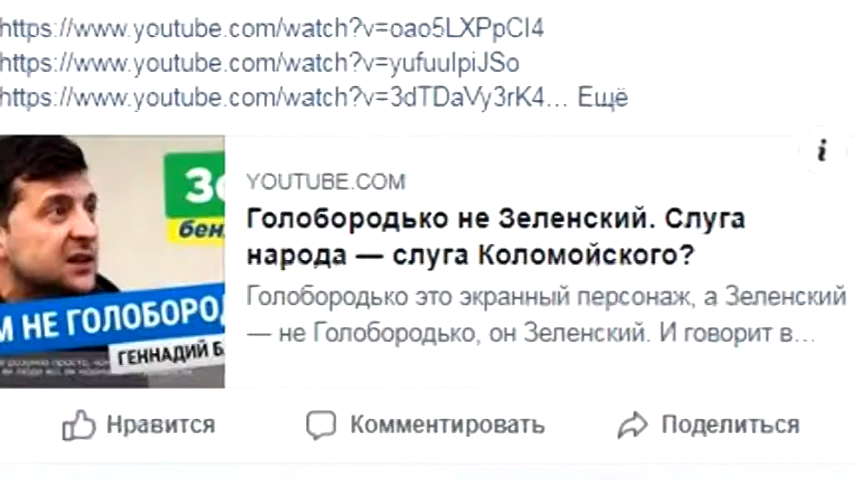 https://www.youtube.com/watch?v=oao5LXPpCI4
https://www.youtube.com/watch?v=yufuuIpiJSo
https://www.youtube.com/watch?v=3dTDaVy3rK4... Ещё
i
YOUTUBE.COM
Голобородько не Зеленский. Слуга
народа — слуга Коломойского?
Голобородько это экранный персонаж, а Зеленский
— не Голобородько, он Зеленский. И говорит в...
Зе
бен
М НЕ ГОЛОБОРОД
ГЕННАДИЙ Б
Нравится
Комментировать
Поделиться